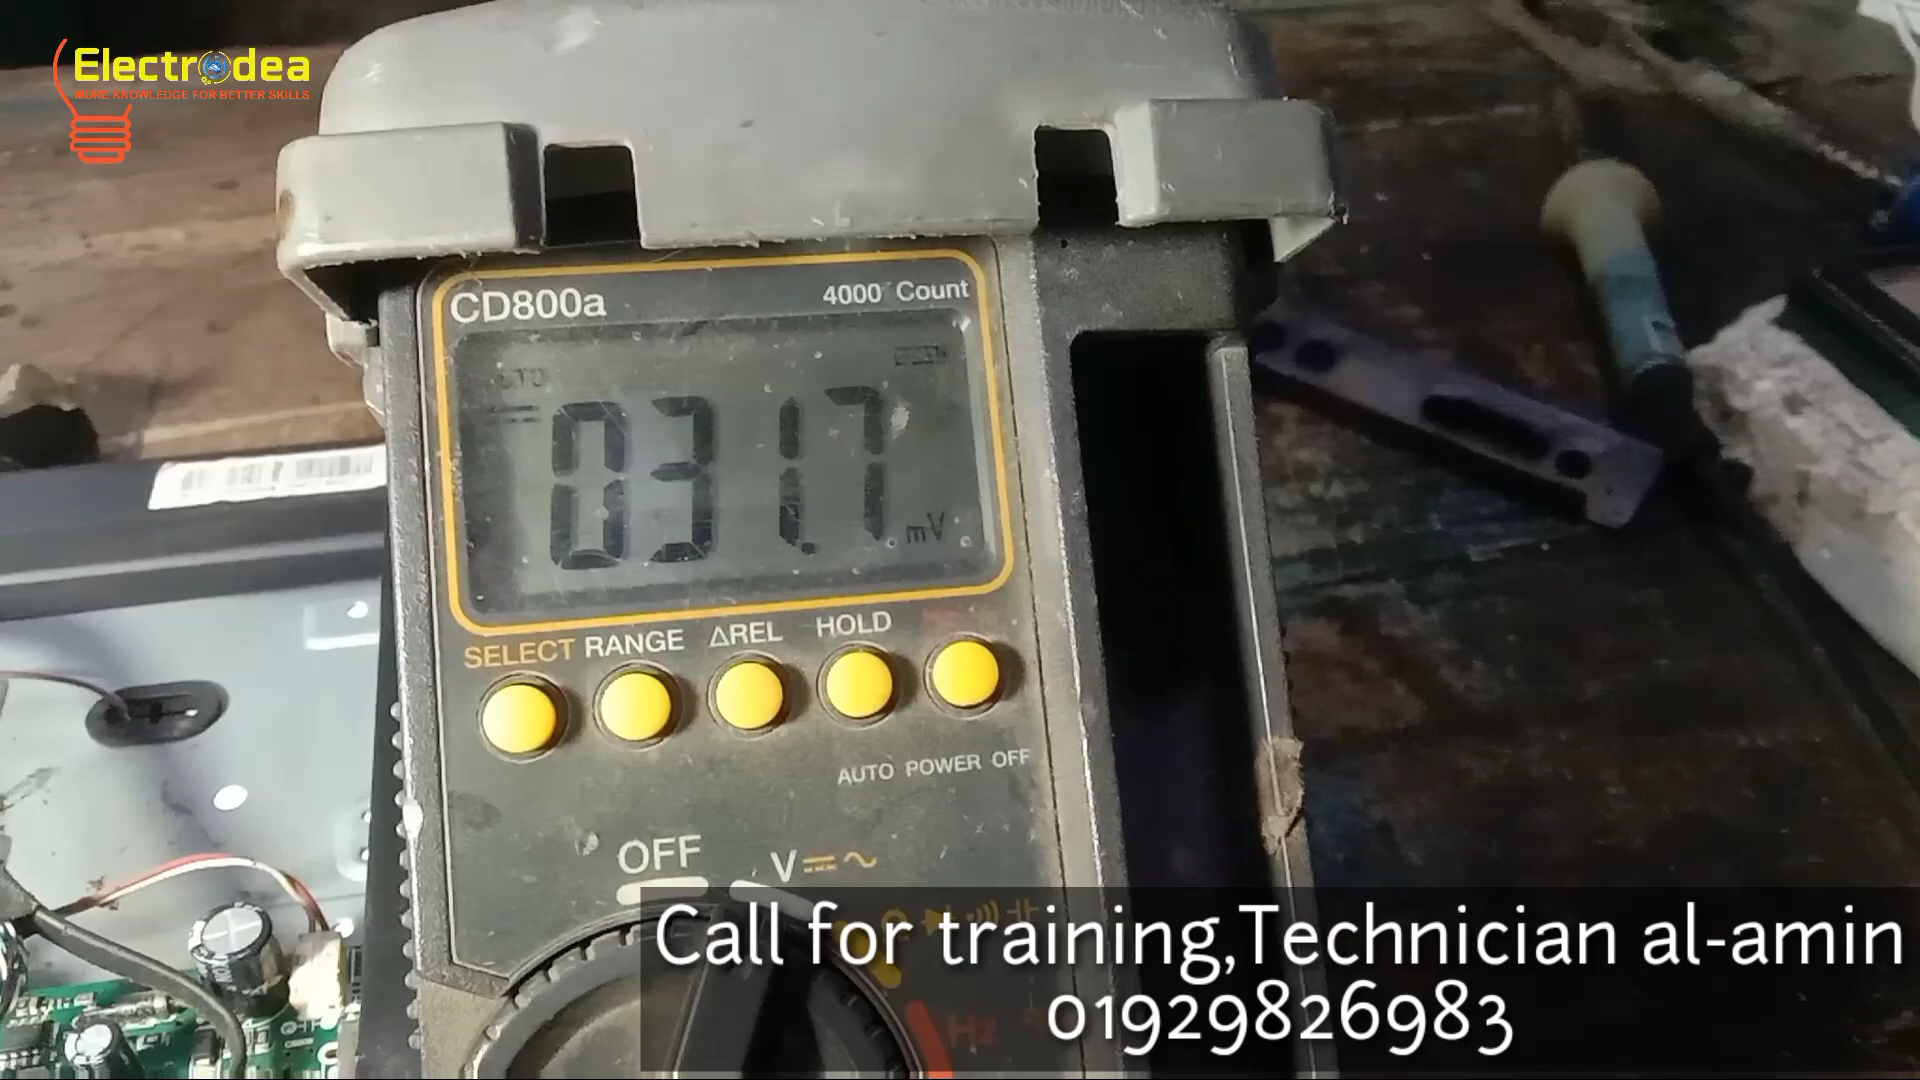 Electrodea
MORE KNOWLEDGE FOR BETTER SKILLS
CD800a
4000 Count
031.7
mV
SELECT RANGE ΔREL HOLD
AUTO POWER OFF
OFF
V
Hz
Call for training,Technician al-amin
01929826983